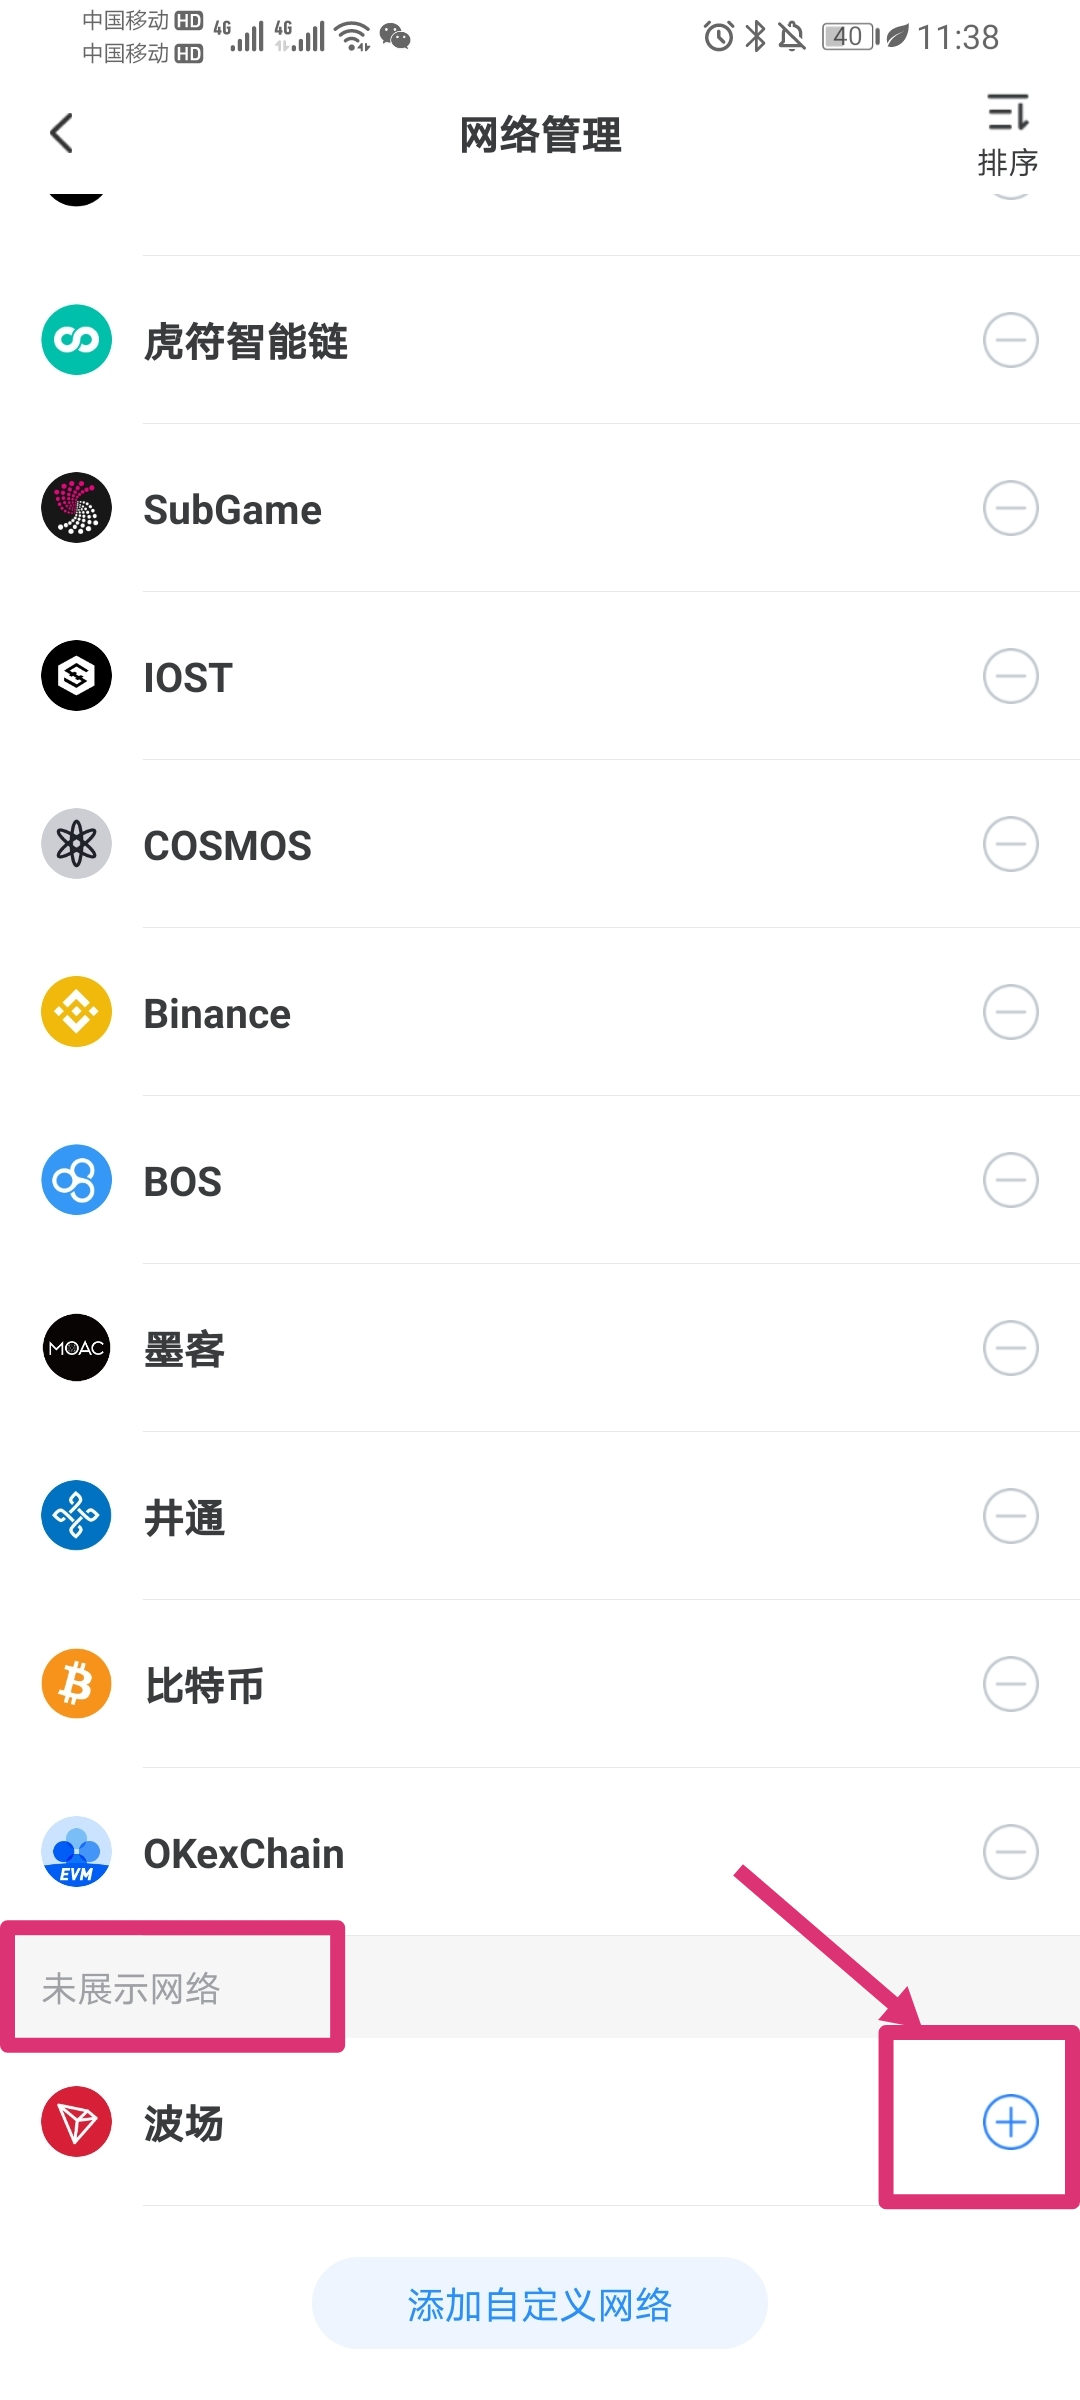 中国移动 HD 4G 4G 40 11:38
中国移动 HD
网络管理
排序
虎符智能链
SubGame
IOST
COSMOS
Binance
BOS
MOAC 墨客
井通
比特币
OKexChain
EVM
未展示网络
波场
添加自定义网络